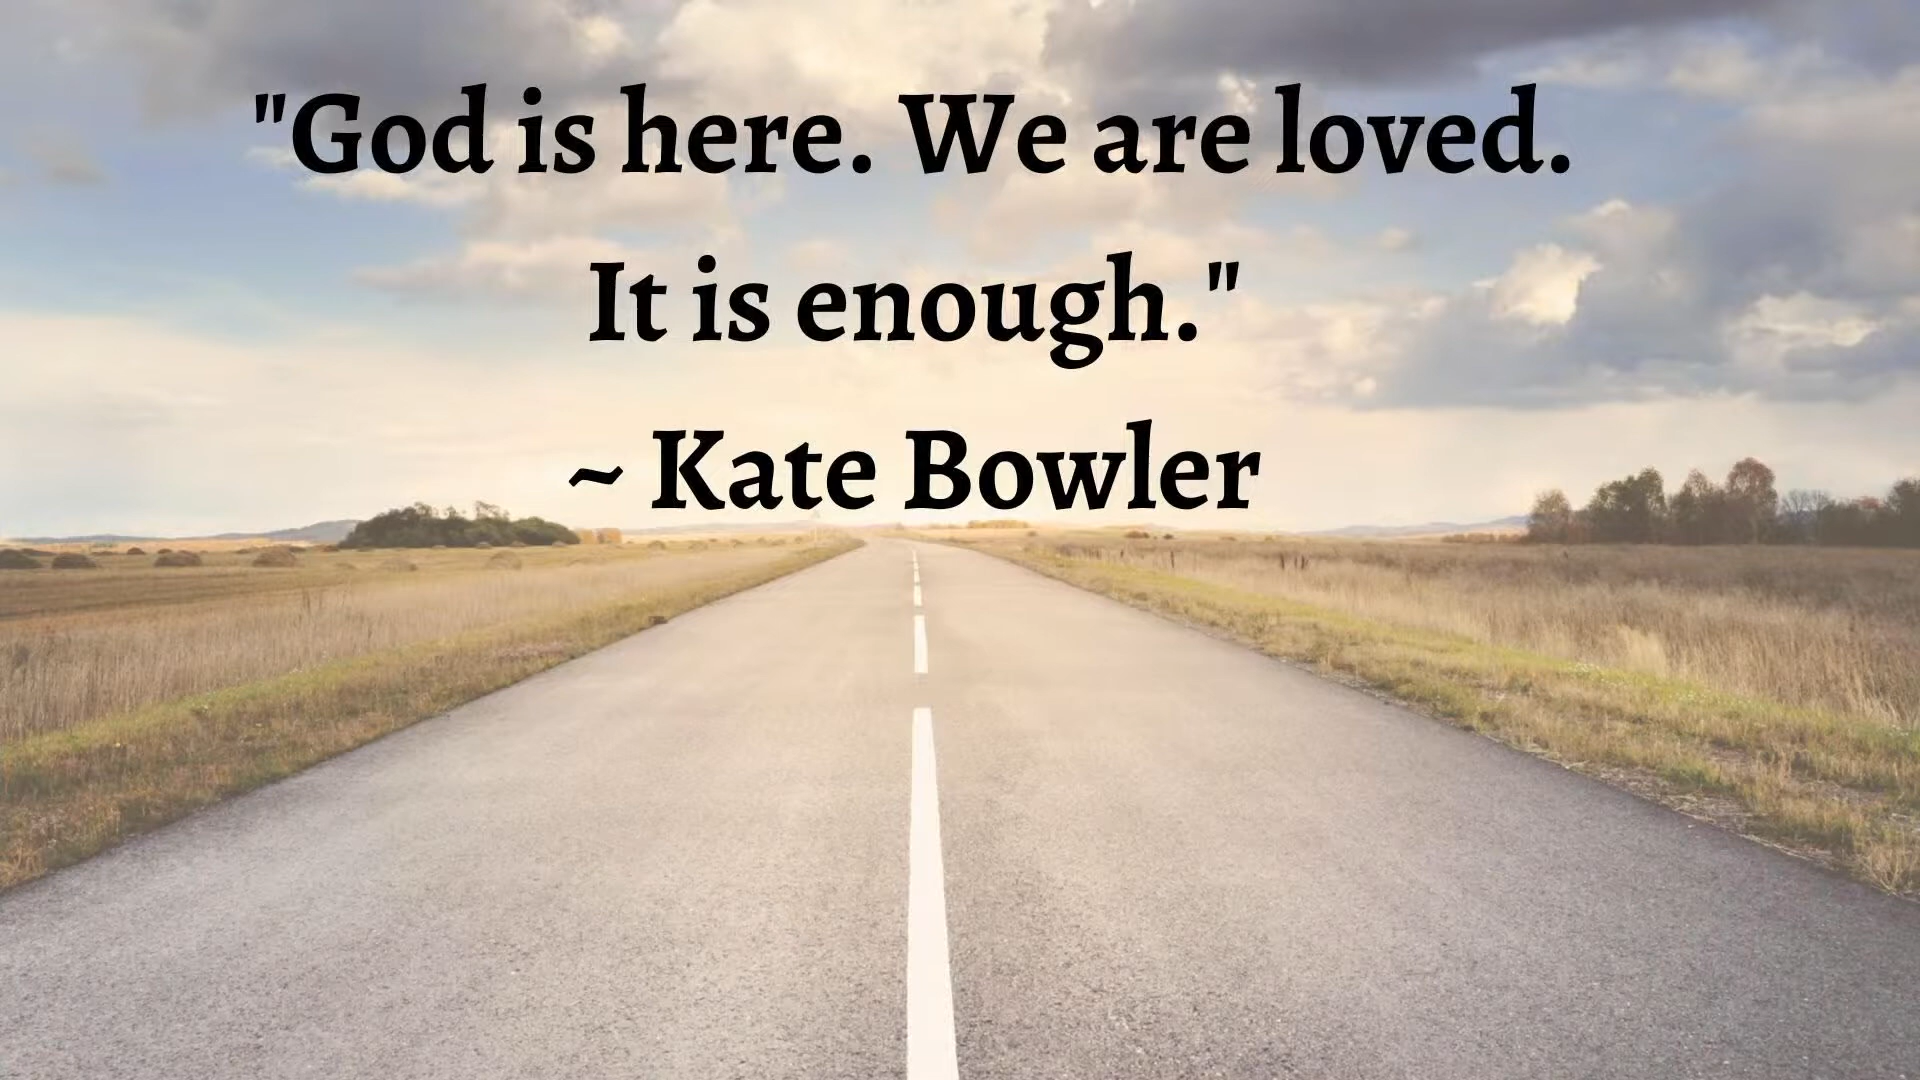 "God is here. We are loved.
It is enough."
~ Kate Bowler